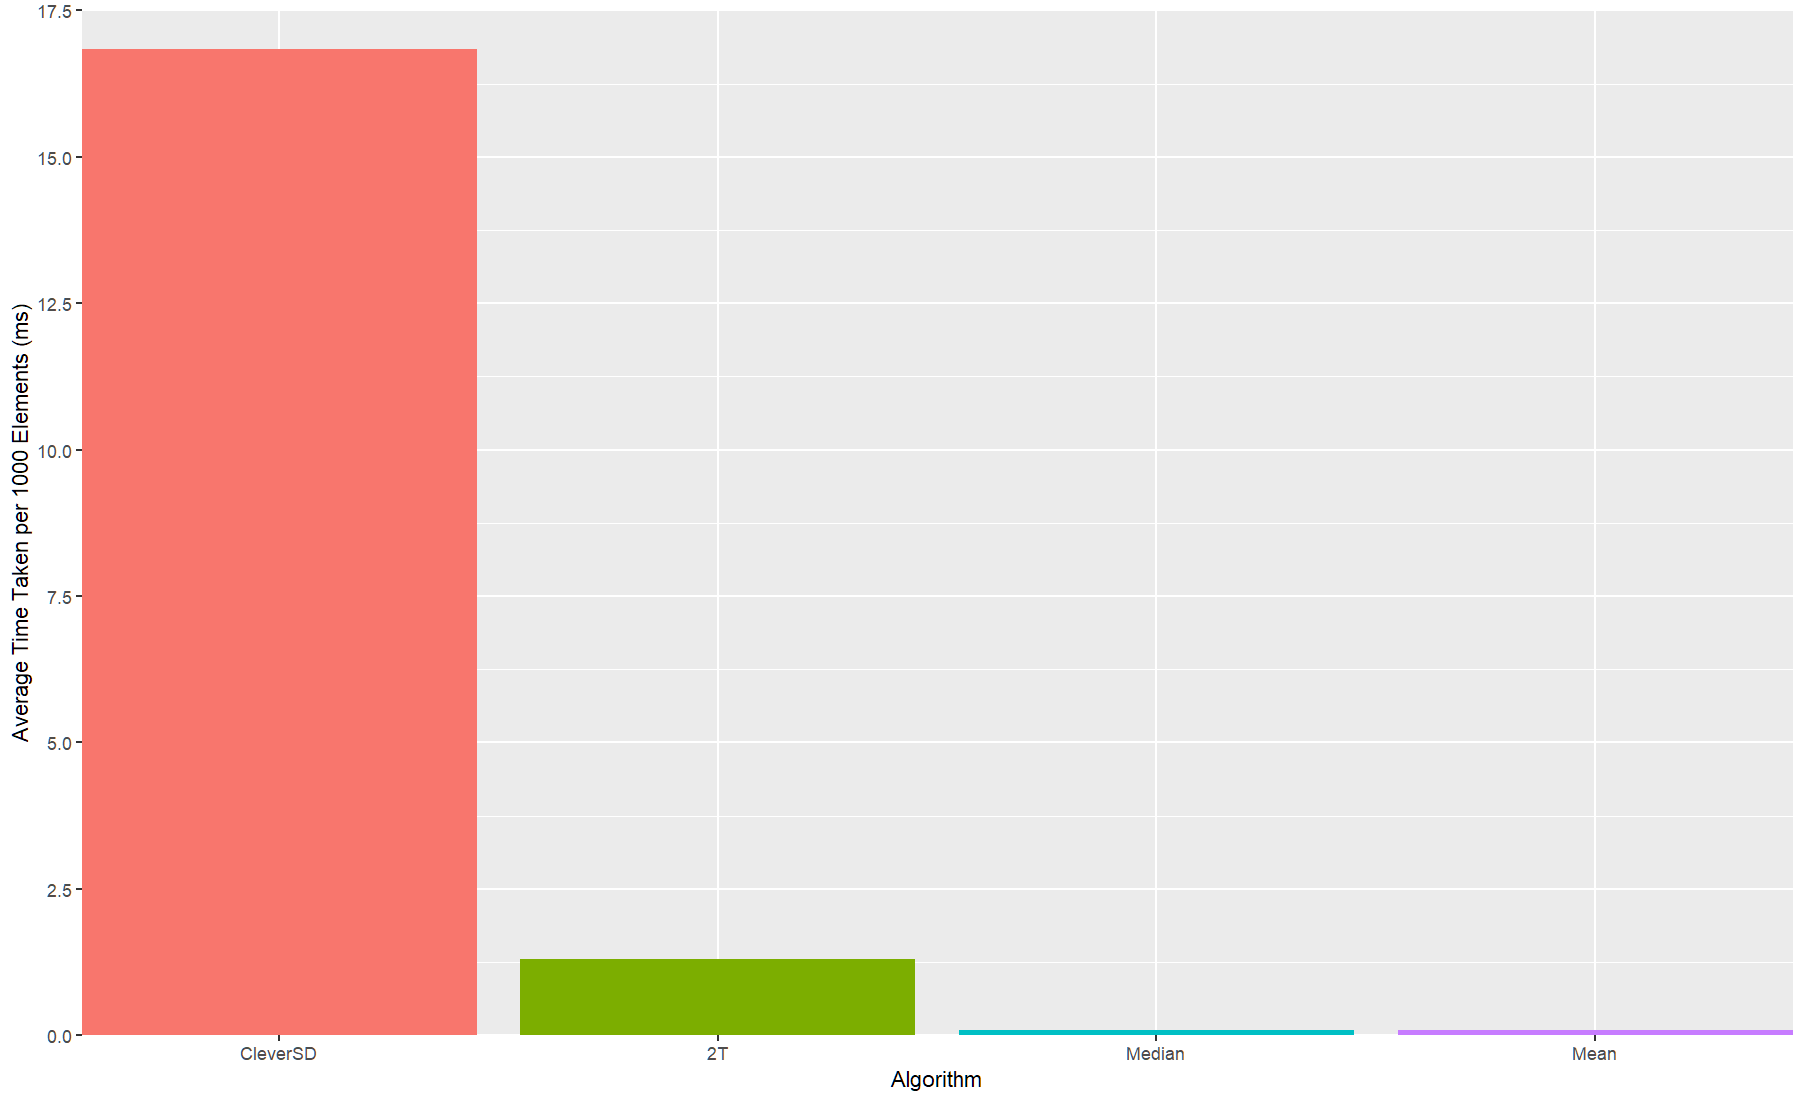 17.5
15.0
12.5
10.0
7.5
5.0
2.5
0.0
Average Time Taken per 1000 Elements (ms)
CleverSD
2T
Median
Mean
Algorithm